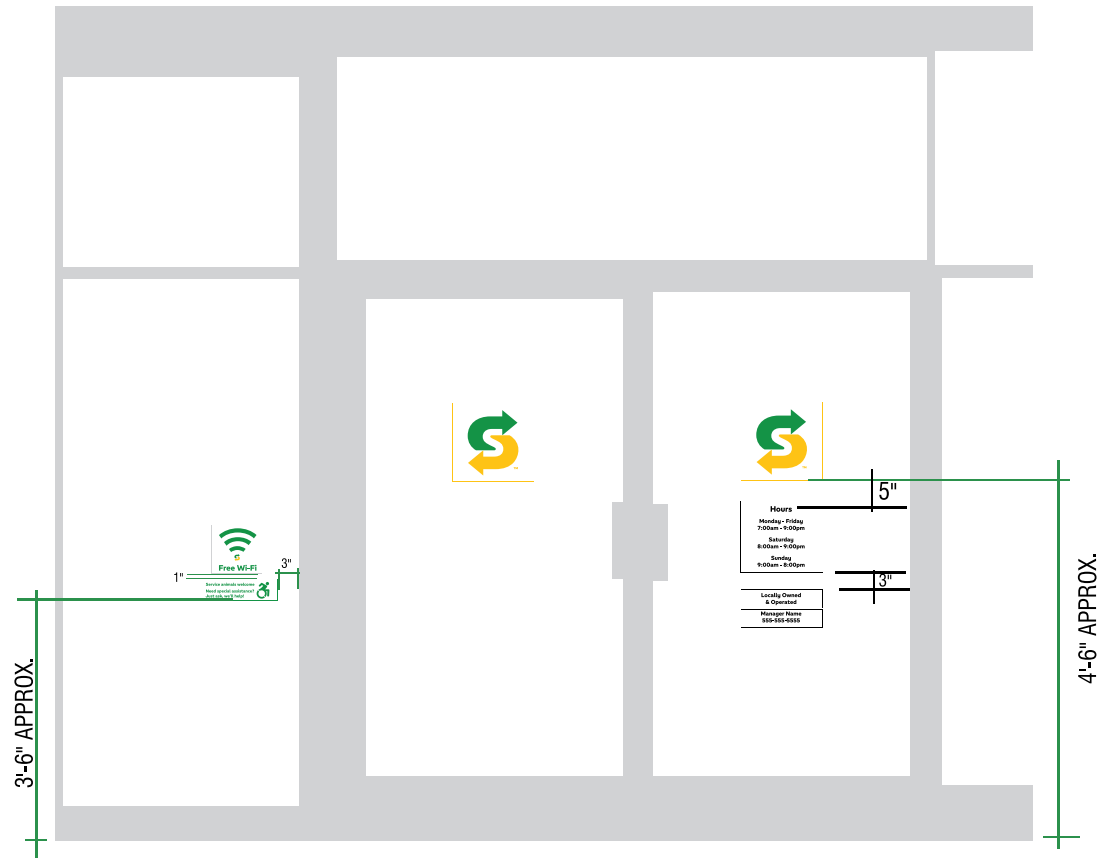 5"
Hours
Monday - Friday
7:00am - 9:00pm
Saturday
8:00am - 9:00pm
Sunday
9:00am - 8:00pm
3"
Locally Owned
& Operated
Manager Name
555-555-5555
4'-6" APPROX.
Free Wi-Fi
3"
1"
Service animals welcome
Need special assistance?
Just ask, we'll help!
3'-6" APPROX.